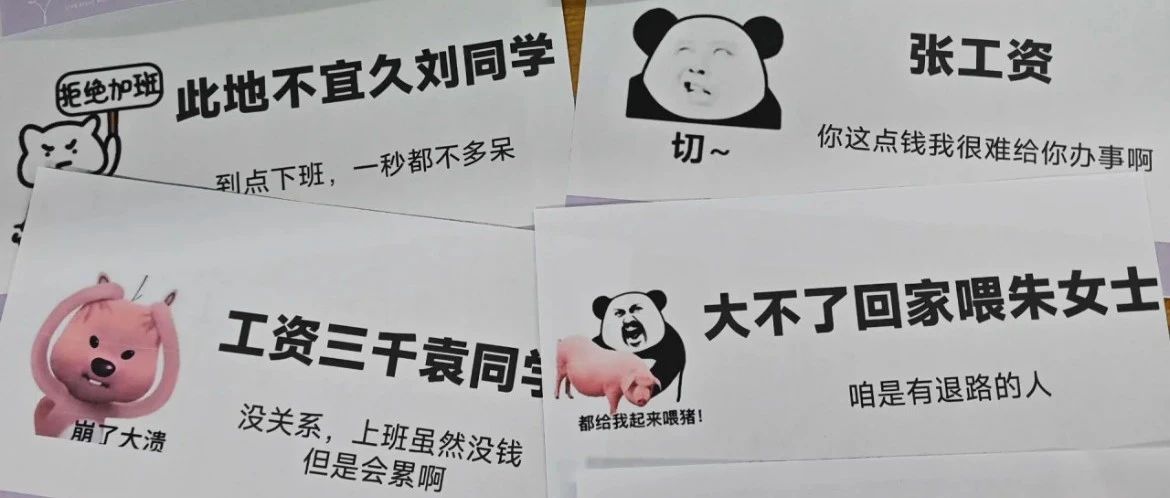 拒绝加班
此地不宜久刘同学
到点下班，一秒都不多呆
切~
张工资
你这点钱我很难给你办事啊
崩了大溃
工资三千袁同学
没关系，上班虽然没钱
但是会累啊
都给我起来喂猪！
大不了回家喂朱女士
咱是有退路的人